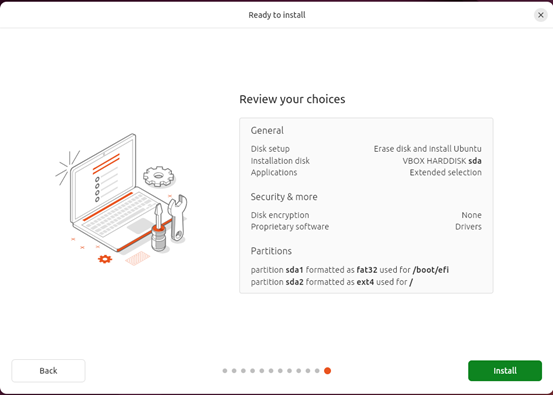 Ready to install
Review your choices
General
Disk setup Erase disk and install Ubuntu
Installation disk VBOX HARDDISK sda
Applications Extended selection
Security & more
Disk encryption None
Proprietary software Drivers
Partitions
partition sda1 formatted as fat32 used for /boot/efi
partition sda2 formatted as ext4 used for /
Back Install